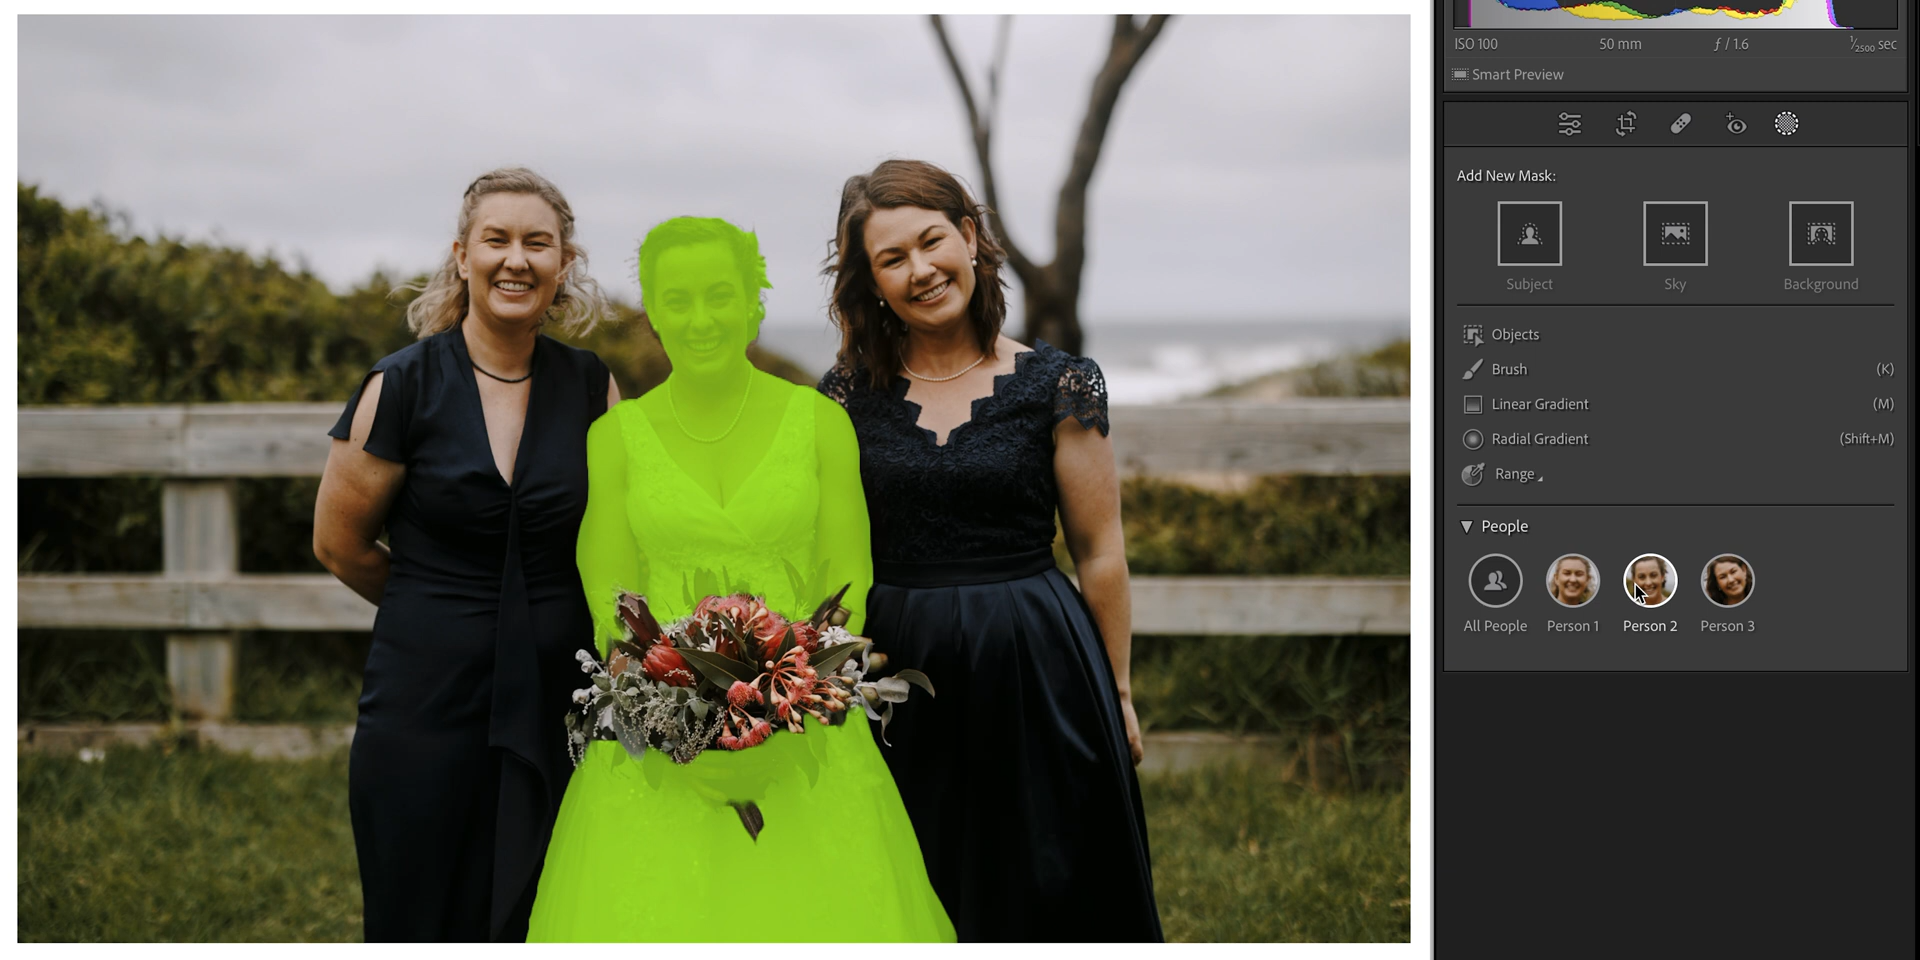 ISO 100 50 mm ƒ / 1.6 1/2500 sec
Smart Preview
Add New Mask:
Subject Sky Background
Objects
Brush (K)
Linear Gradient (M)
Radial Gradient (Shift+M)
Range
People
All People Person 1 Person 2 Person 3